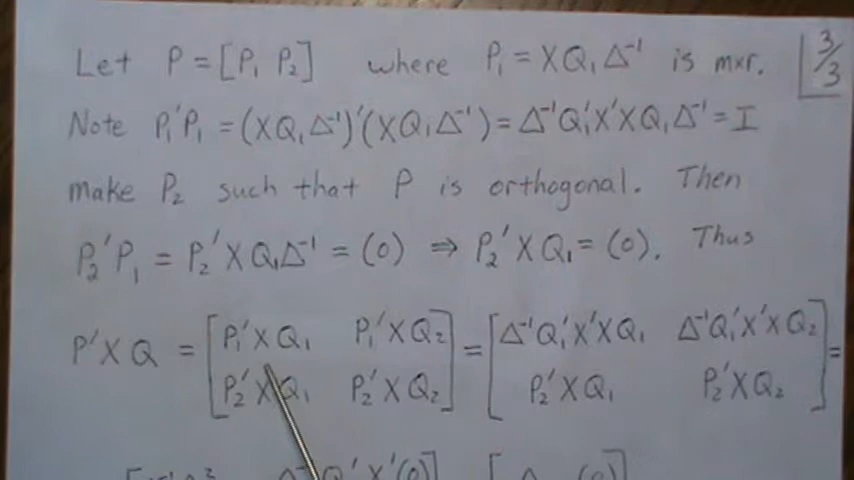 Let P = [P₁ P₂] where P₁ = XQ₁Δ⁻¹ is m×r. 3/3
Note P₁'P₁ = (XQ₁Δ⁻¹)'(XQ₁Δ⁻¹) = Δ⁻¹Q₁'X'XQ₁Δ⁻¹ = I
make P₂ such that P is orthogonal. Then
P₂'P₁ = P₂'XQ₁Δ⁻¹ = (0) ⇒ P₂'XQ₁ = (0). Thus
P'XQ = [P₁'XQ₁ P₁'XQ₂ = [Δ⁻¹Q₁'X'XQ₁ Δ⁻¹Q₁'X'XQ₂ =
P₂'XQ₁ P₂'XQ₂] P₂'XQ₁ P₂'XQ₂]
Q'X'(0)] [Δ (0)]